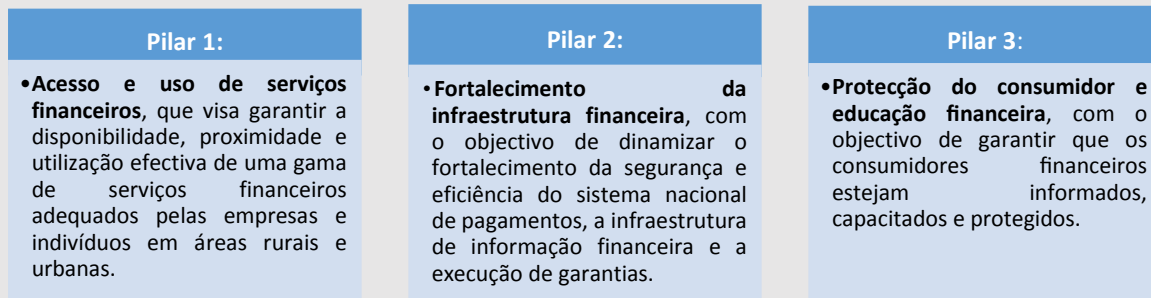 Pilar 1:
•Acesso e uso de serviços
financeiros, que visa garantir a
disponibilidade, proximidade e
utilização efectiva de uma gama
de serviços financeiros
adequados pelas empresas e
indivíduos em áreas rurais e
urbanas.
Pilar 2:
•Fortalecimento da
infraestrutura financeira, com
o objectivo de dinamizar o
fortalecimento da segurança e
eficiência do sistema nacional
de pagamentos, a infraestrutura
de informação financeira e a
execução de garantias.
Pilar 3:
•Protecção do consumidor e
educação financeira, com o
objectivo de garantir que os
consumidores financeiros
estejam informados,
capacitados e protegidos.